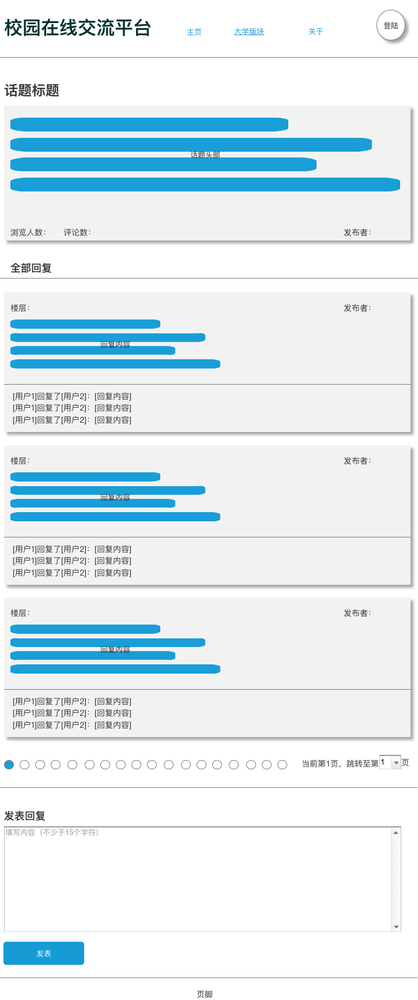 校园在线交流平台 主页 大学版块 关于 登陆
话题标题
话题头部
浏览人数： 评论数： 发布者：
全部回复
楼层： 发布者：
回复内容
[用户1]回复了[用户2]：[回复内容]
[用户1]回复了[用户2]：[回复内容]
[用户1]回复了[用户2]：[回复内容]
楼层： 发布者：
回复内容
[用户1]回复了[用户2]：[回复内容]
[用户1]回复了[用户2]：[回复内容]
[用户1]回复了[用户2]：[回复内容]
楼层： 发布者：
回复内容
[用户1]回复了[用户2]：[回复内容]
[用户1]回复了[用户2]：[回复内容]
[用户1]回复了[用户2]：[回复内容]
当前第1页，跳转至第 1 页
发表回复
填写内容（不少于15个字符）
发表
页脚